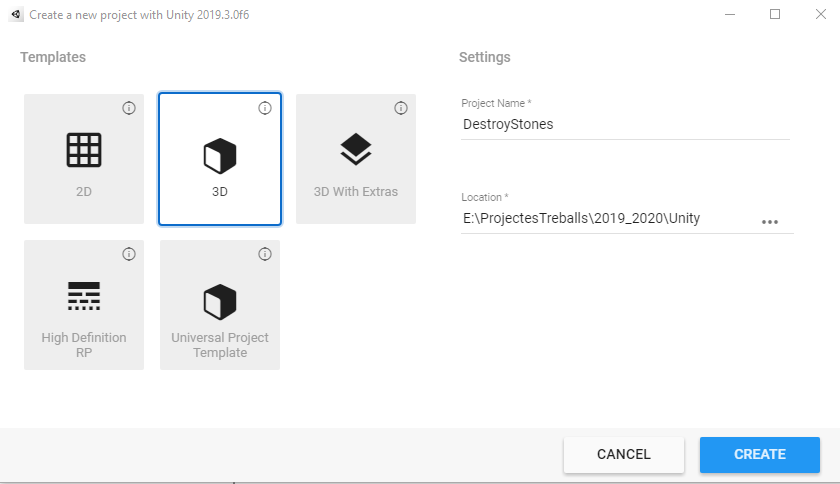 Create a new project with Unity 2019.3.0f6
Templates
Settings
2D
3D
3D With Extras
High Definition
RP
Universal Project
Template
Project Name *
DestroyStones
Location *
E:\ProjectesTreballs\2019_2020\Unity
CANCEL
CREATE